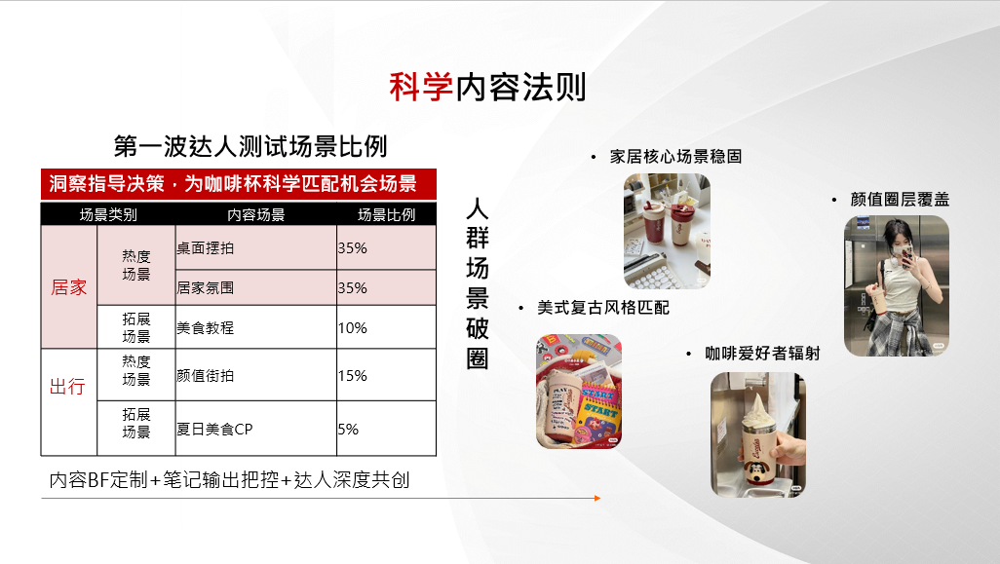 科学内容法则
第一波达人测试场景比例
洞察指导决策，为咖啡杯科学匹配机会场景
场景类别 内容场景 场景比例
居家 热度场景 桌面摆拍 35%
居家氛围 35%
拓展场景 美食教程 10%
出行 热度场景 颜值街拍 15%
拓展场景 夏日美食CP 5%
内容BF定制+笔记输出把控+达人深度共创
人群场景破圈
• 家居核心场景稳固
• 颜值圈层覆盖
• 美式复古风格匹配
START
START
PLAY
• 咖啡爱好者辐射